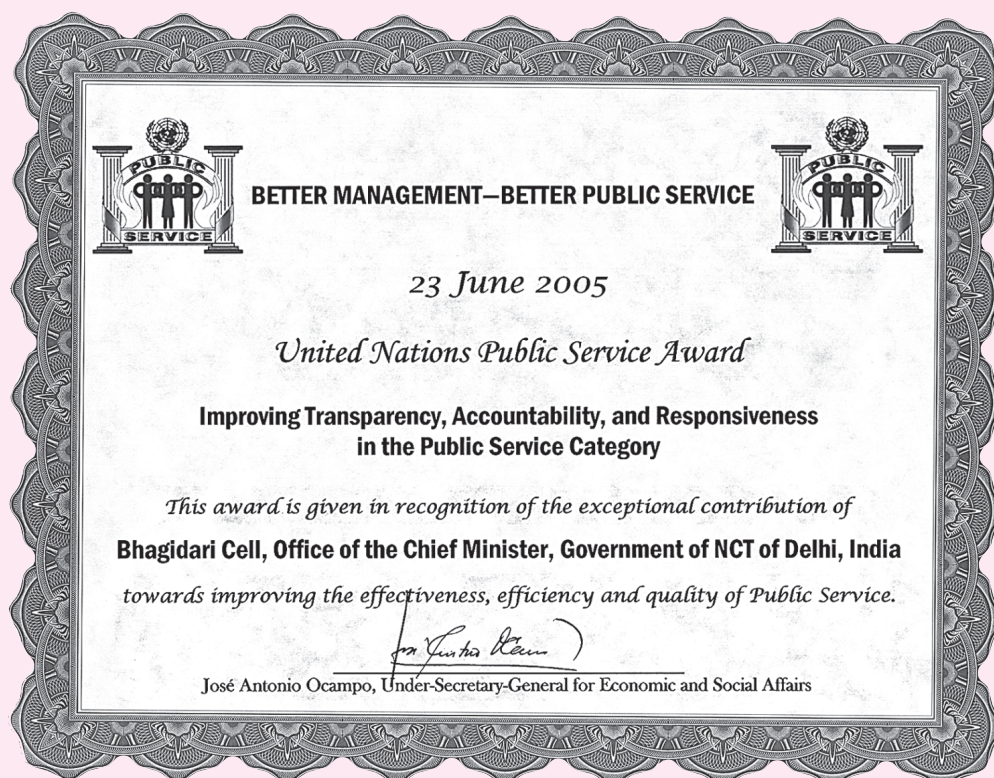 PUBLIC
SERVICE
PUBLIC
SERVICE
BETTER MANAGEMENT—BETTER PUBLIC SERVICE
23 June 2005
United Nations Public Service Award
Improving Transparency, Accountability, and Responsiveness
in the Public Service Category
This award is given in recognition of the exceptional contribution of
Bhagidari Cell, Office of the Chief Minister, Government of NCT of Delhi, India
towards improving the effectiveness, efficiency and quality of Public Service.
José Antonio Ocampo, Under-Secretary-General for Economic and Social Affairs